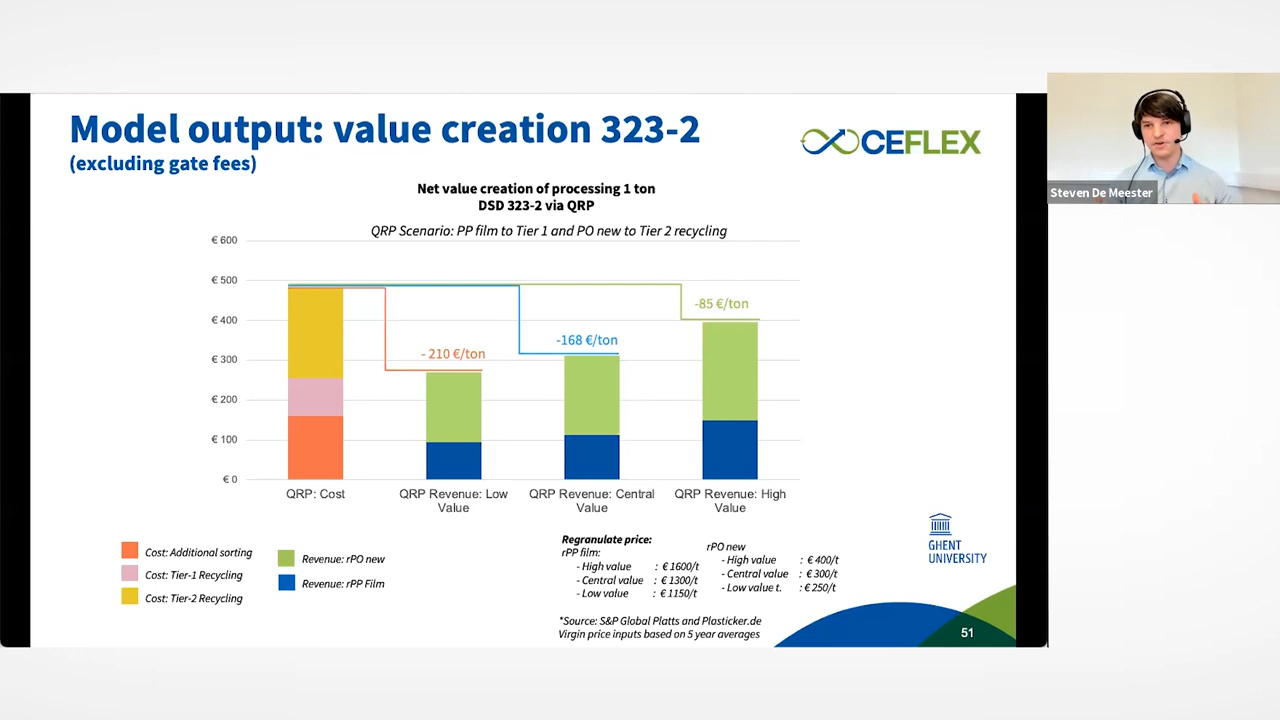 Model output: value creation 323-2
(excluding gate fees)
CEFLEX
Steven De Meester
Net value creation of processing 1 ton
DSD 323-2 via QRP
QRP Scenario: PP film to Tier 1 and PO new to Tier 2 recycling
€ 600
€ 500
€ 400
€ 300
€ 200
€ 100
€ 0
- 210 €/ton
-168 €/ton
-85 €/ton
QRP: Cost
QRP Revenue: Low
Value
QRP Revenue: Central
Value
QRP Revenue: High
Value
Cost: Additional sorting
Cost: Tier-1 Recycling
Cost: Tier-2 Recycling
Revenue: rPO new
Revenue: rPP Film
Regranulate price:
rPP film:
- High value : € 1600/t
- Central value : € 1300/t
- Low value : € 1150/t
rPO new
- High value : € 400/t
- Central value : € 300/t
- Low value t. : € 250/t
*Source: S&P Global Platts and Plasticker.de
Virgin price inputs based on 5 year averages
GHENT
UNIVERSITY
51